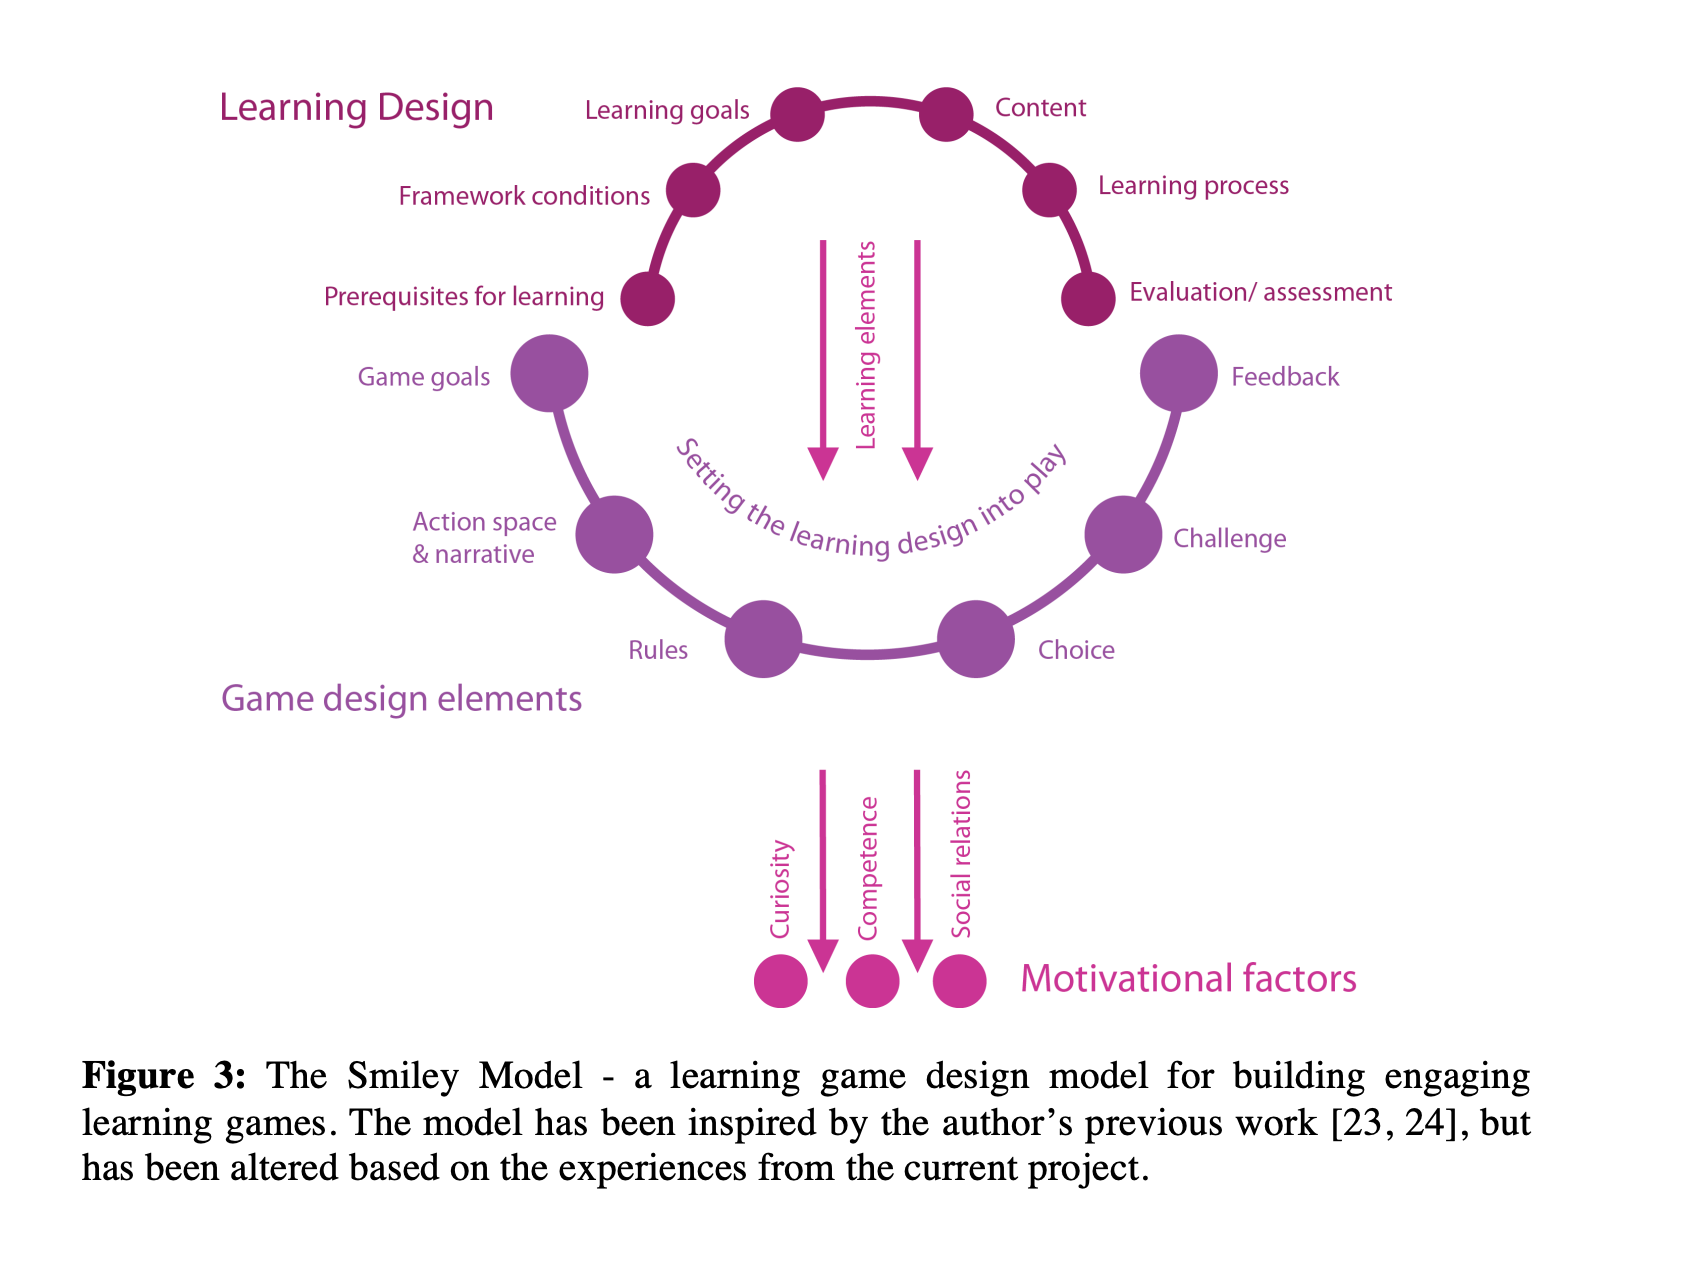 Learning Design
Learning goals
Content
Framework conditions
Learning process
Prerequisites for learning
Evaluation/ assessment
Learning elements
Game goals
Feedback
Setting the learning design into play
Action space
& narrative
Challenge
Rules
Choice
Game design elements
Curiosity
Competence
Social relations
Motivational factors
Figure 3: The Smiley Model - a learning game design model for building engaging
learning games. The model has been inspired by the author’s previous work [23, 24], but
has been altered based on the experiences from the current project.